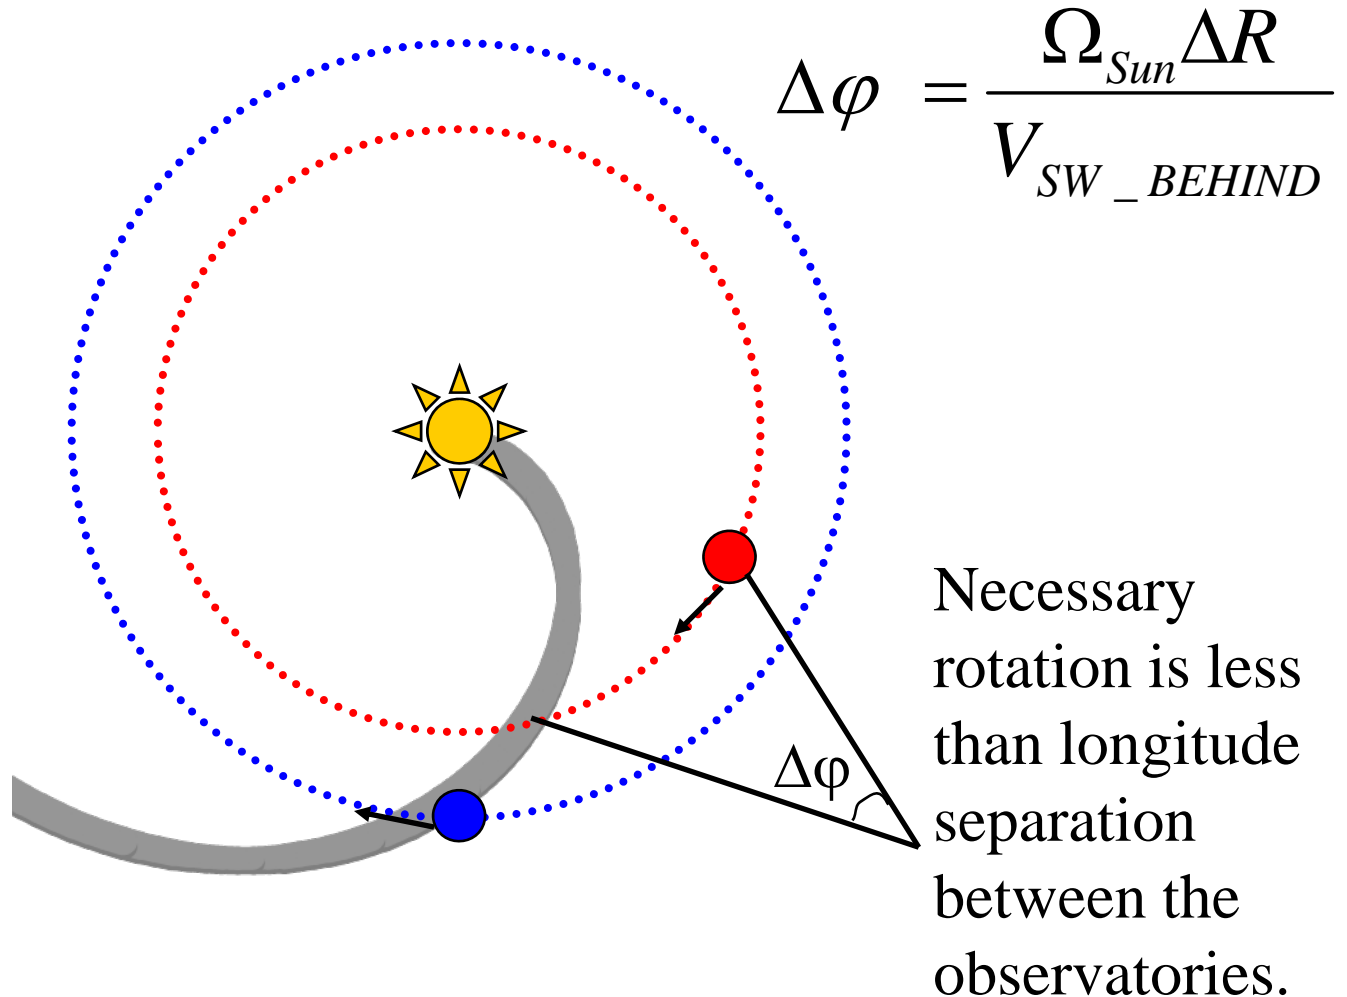 Δφ = Ω_Sun ΔR / V_SW_BEHIND
Necessary
rotation is less
than longitude
Δφ
separation
between the
observatories.